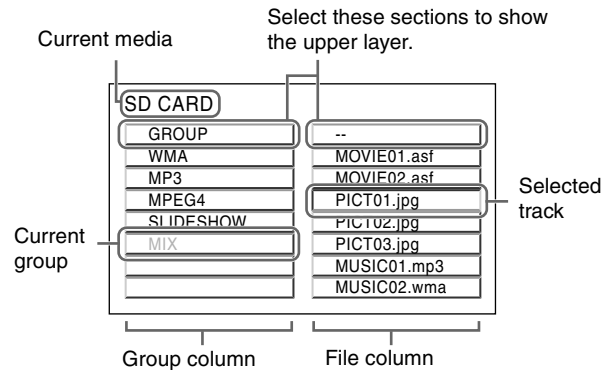 Select these sections to show
the upper layer.
Current media
SD CARD
GROUP
WMA
MP3
MPEG4
SLIDESHOW
MIX
--
MOVIE01.asf
MOVIE02.asf
PICT01.jpg
PICT02.jpg
PICT03.jpg
MUSIC01.mp3
MUSIC02.wma
Selected
track
Current
group
Group column
File column